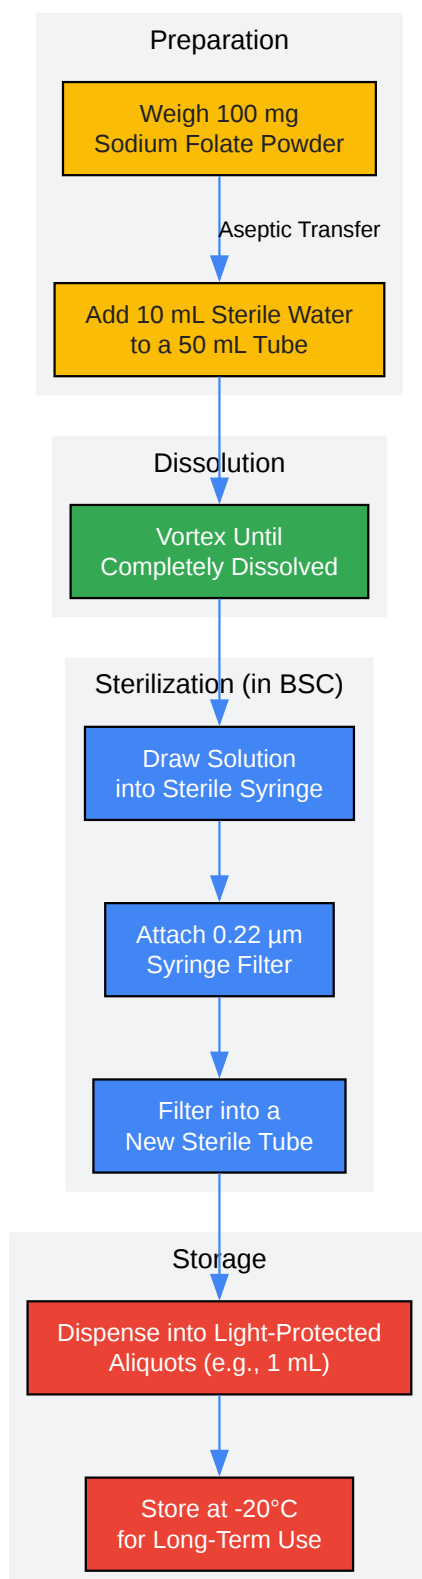 Preparation
Weigh 100 mg
Sodium Folate Powder
Aseptic Transfer
Add 10 mL Sterile Water
to a 50 mL Tube
Dissolution
Vortex Until
Completely Dissolved
Sterilization (in BSC)
Draw Solution
into Sterile Syringe
Attach 0.22 µm
Syringe Filter
Filter into a
New Sterile Tube
Storage
Dispense into Light-Protected
Aliquots (e.g., 1 mL)
Store at -20°C
for Long-Term Use